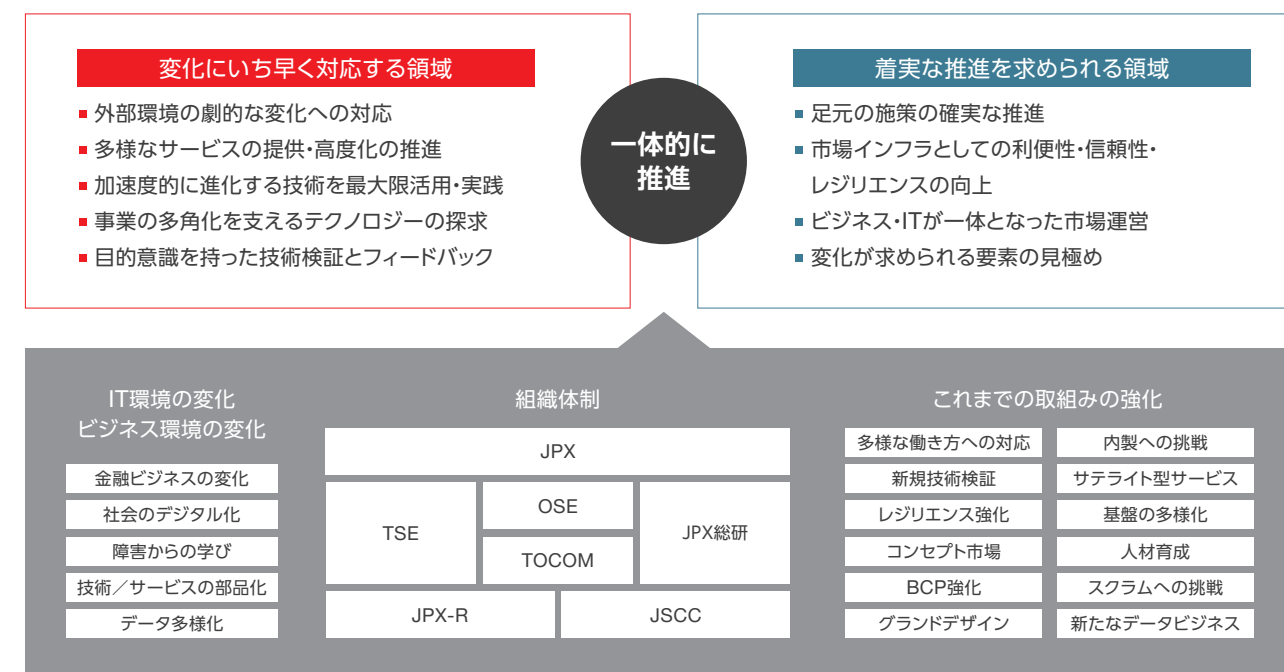 変化にいち早く対応する領域
外部環境の劇的な変化への対応
多様なサービスの提供・高度化の推進
加速度的に進化する技術を最大限活用・実践
事業の多角化を支えるテクノロジーの探求
目的意識を持った技術検証とフィードバック
一体的に
推進
着実な推進を求められる領域
足元の施策の確実な推進
市場インフラとしての利便性・信頼性・
レジリエンスの向上
ビジネス・ITが一体となった市場運営
変化が求められる要素の見極め
IT環境の変化
ビジネス環境の変化
金融ビジネスの変化
社会のデジタル化
障害からの学び
技術／サービスの部品化
データ多様化
組織体制
JPX
TSE
OSE
TOCOM
JPX総研
JPX-R
JSCC
これまでの取組みの強化
多様な働き方への対応
内製への挑戦
新規技術検証
サテライト型サービス
レジリエンス強化
基盤の多様化
コンセプト市場
人材育成
BCP強化
スクラムへの挑戦
グランドデザイン
新たなデータビジネス